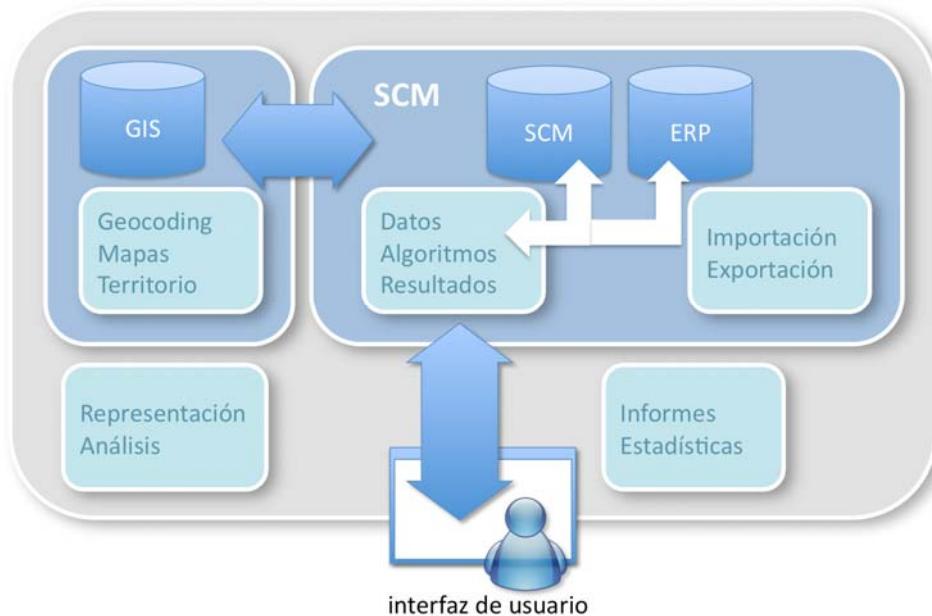 SCM
GIS
SCM
ERP
Geocoding
Mapas
Territorio
Datos
Algoritmos
Resultados
Importación
Exportación
Representación
Análisis
Informes
Estadísticas
interfaz de usuario